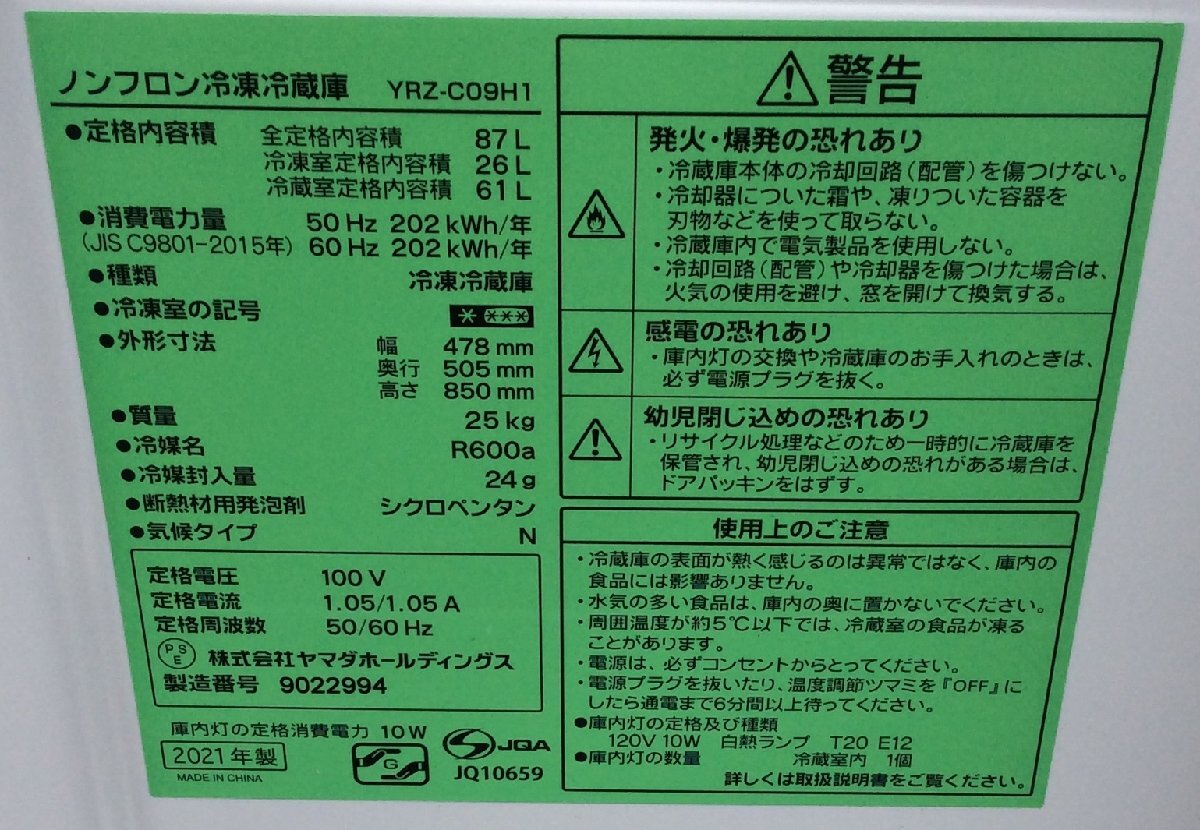 ノンフロン冷凍冷蔵庫 YRZ-C09H1
●定格内容積 全定格内容積 87L
冷凍室定格内容積 26L
冷蔵室定格内容積 61L
●消費電力量 50Hz 202kWh/年
(JIS C9801-2015年) 60Hz 202kWh/年
●種類 冷凍冷蔵庫
●冷凍室の記号
●外形寸法 幅 478mm
奥行 505mm
高さ 850mm
●質量 25kg
●冷媒名 R600a
●冷媒封入量 24g
●断熱材用発泡剤 シクロペンタン
●気候タイプ N
定格電圧 100V
定格電流 1.05/1.05A
定格周波数 50/60Hz
PSE 株式会社ヤマダホールディングス
製造番号 9022994
庫内灯の定格消費電力 10W
2021年製
MADE IN CHINA
G
JQA
JQ10659
警告
発火・爆発の恐れあり
・冷蔵庫本体の冷却回路(配管)を傷つけない。
・冷却器についた霜や、凍りついた容器を
刃物などを使って取らない。
・冷蔵庫内で電気製品を使用しない。
・冷却回路(配管)や冷却器を傷つけた場合は、
火気の使用を避け、窓を開けて換気する。
感電の恐れあり
・庫内灯の交換や冷蔵庫のお手入れのときは、
必ず電源プラグを抜く。
幼児閉じ込めの恐れあり
・リサイクル処理などのため一時的に冷蔵庫を
保管され、幼児閉じ込めの恐れがある場合は、
ドアパッキンをはずす。
使用上のご注意
・冷蔵庫の表面が熱く感じるのは異常ではなく、庫内の
食品には影響ありません。
・水気の多い食品は、庫内の奥に置かないでください。
・周囲温度が約5℃以下では、冷蔵室の食品が凍る
ことがあります。
・電源は、必ずコンセントからとってください。
・電源プラグを抜いたり、温度調節ツマミを『OFF』に
したら通電まで6分間以上待ってください。
●庫内灯の定格及び種類
120V 10W 白熱ランプ T20 E12
●庫内灯の数量 冷蔵室内 1個
詳しくは取扱説明書をご覧ください。